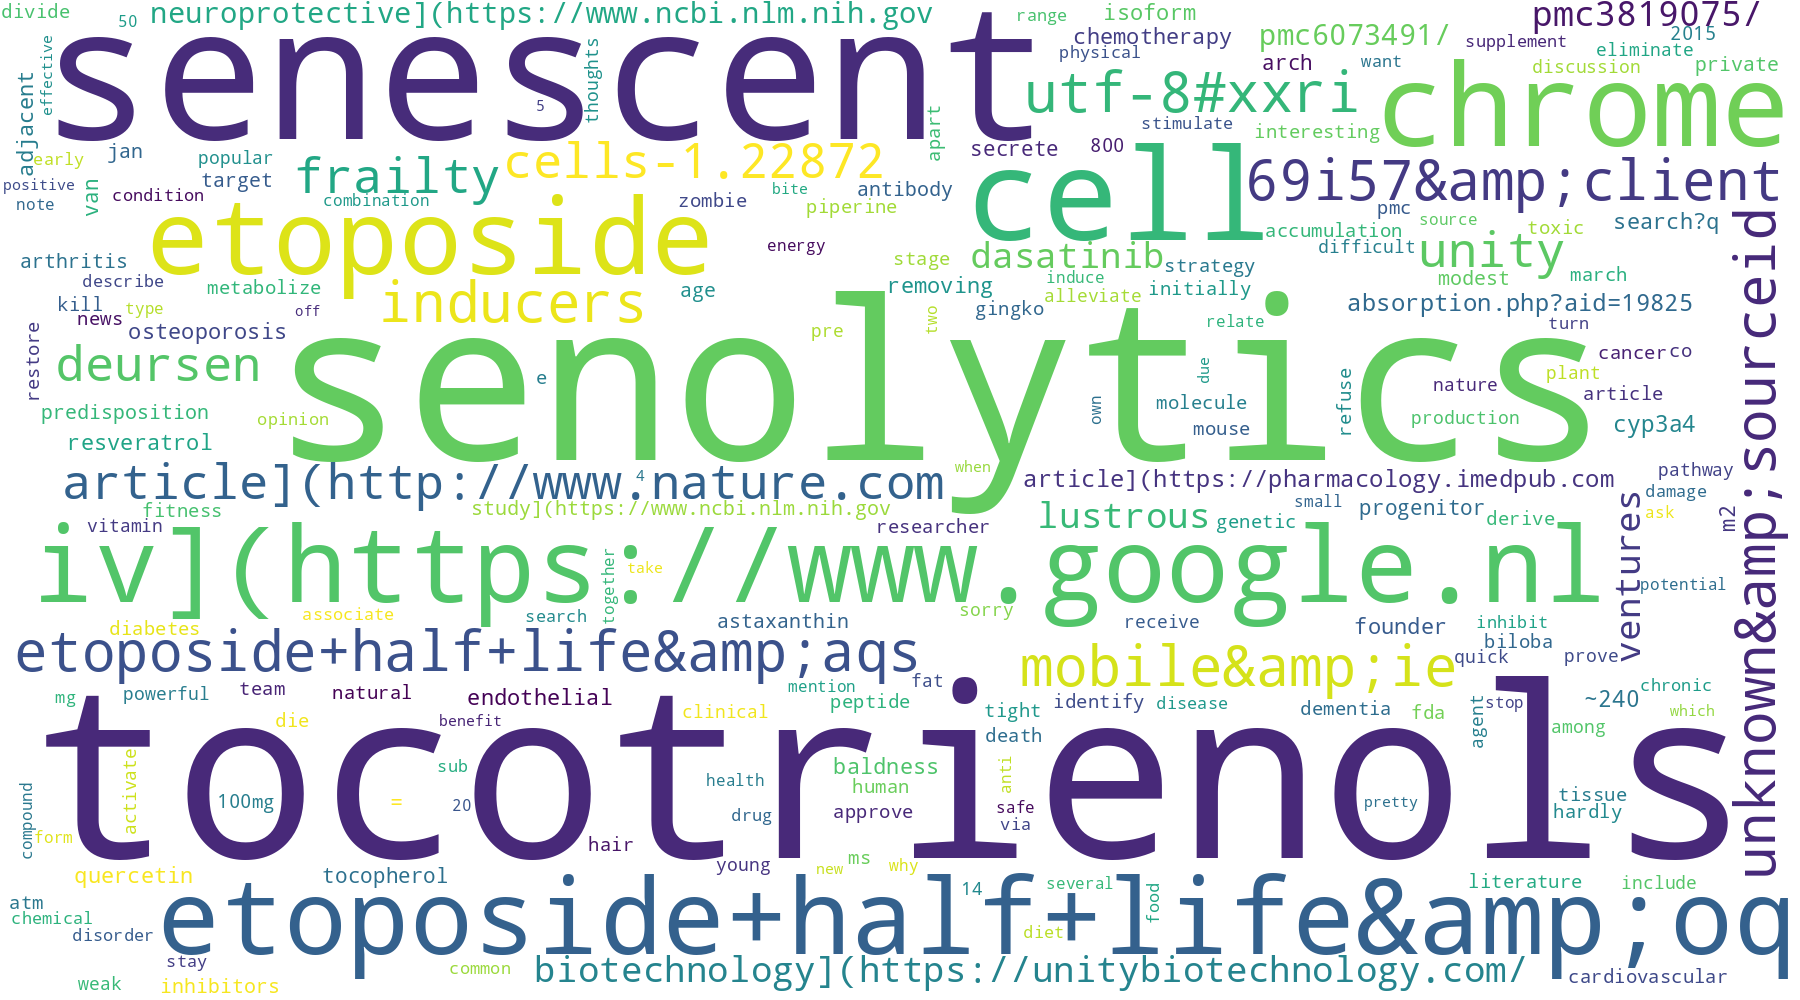 divide
50
neuroprotective](https://www.ncbi.nlm.nih.gov
range
isoform
pmc3819075/
effective
senescent
thoughts
5
physical
chemotherapy
pmc6073491/
supplement
2015
eliminate
arch
want
discussion
private
adjacent
utf-8#xxri
chrome
apart
stimulate
interesting
early
jan
popular
target
frailty
cells-1.22872
secrete
800
cell
69i57&amp;client
positive
note
van
condition
combination
bite
antibody
zombie
piperine
pmc
source
search?q
accumulation
difficult
toxic
unity
etoposide
energy
arthritis
describe
metabolize
stage
dasatinib
strategy
removing
induce
initially
alleviate
modest
march
kill
type
off
news
osteoporosis
inducers
age
gingko
absorption.php?aid=19825
unknown&amp;sourceid
restore
pre
two
relate
turn
deursen
senolytics
e
due
cancer
co
nature
plant
article
predisposition
opinion
own
molecule
mouse
refuse
production
cyp3a4
resveratrol
article](http://www.nature.com
4
when
article](https://pharmacology.imedpub.com
pathway
damage
ask
m2
fitness
vitamin
study](https://www.ncbi.nlm.nih.gov
researcher
lustrous
small
genetic
progenitor
derive
iv](https://www.google.nl
together
take
ventures
potential
associate
search
diabetes
astaxanthin
sorry
receive
founder
inhibit
biloba
etoposide+half+life&amp;aqs
mobile&amp;ie
quick
prove
mg
powerful
team
natural
endothelial
mention
peptide
fat
tight
identify
disease
dementia
fda
agent
stop
~240
chronic
which
die
benefit
clinical
death
among
tocotrienols
compound
form
activate
100mg
=
sub
20
health
drug
baldness
human
approve
anti
safe
via
pretty
tissue
hardly
hair
young
ms
new
why
quercetin
tocopherol
14
several
food
literature
include
atm
chemical
disorder
etoposide+half+life&amp;oq
diet
stay
weak
inhibitors
common
biotechnology](https://unitybiotechnology.com/
cardiovascular